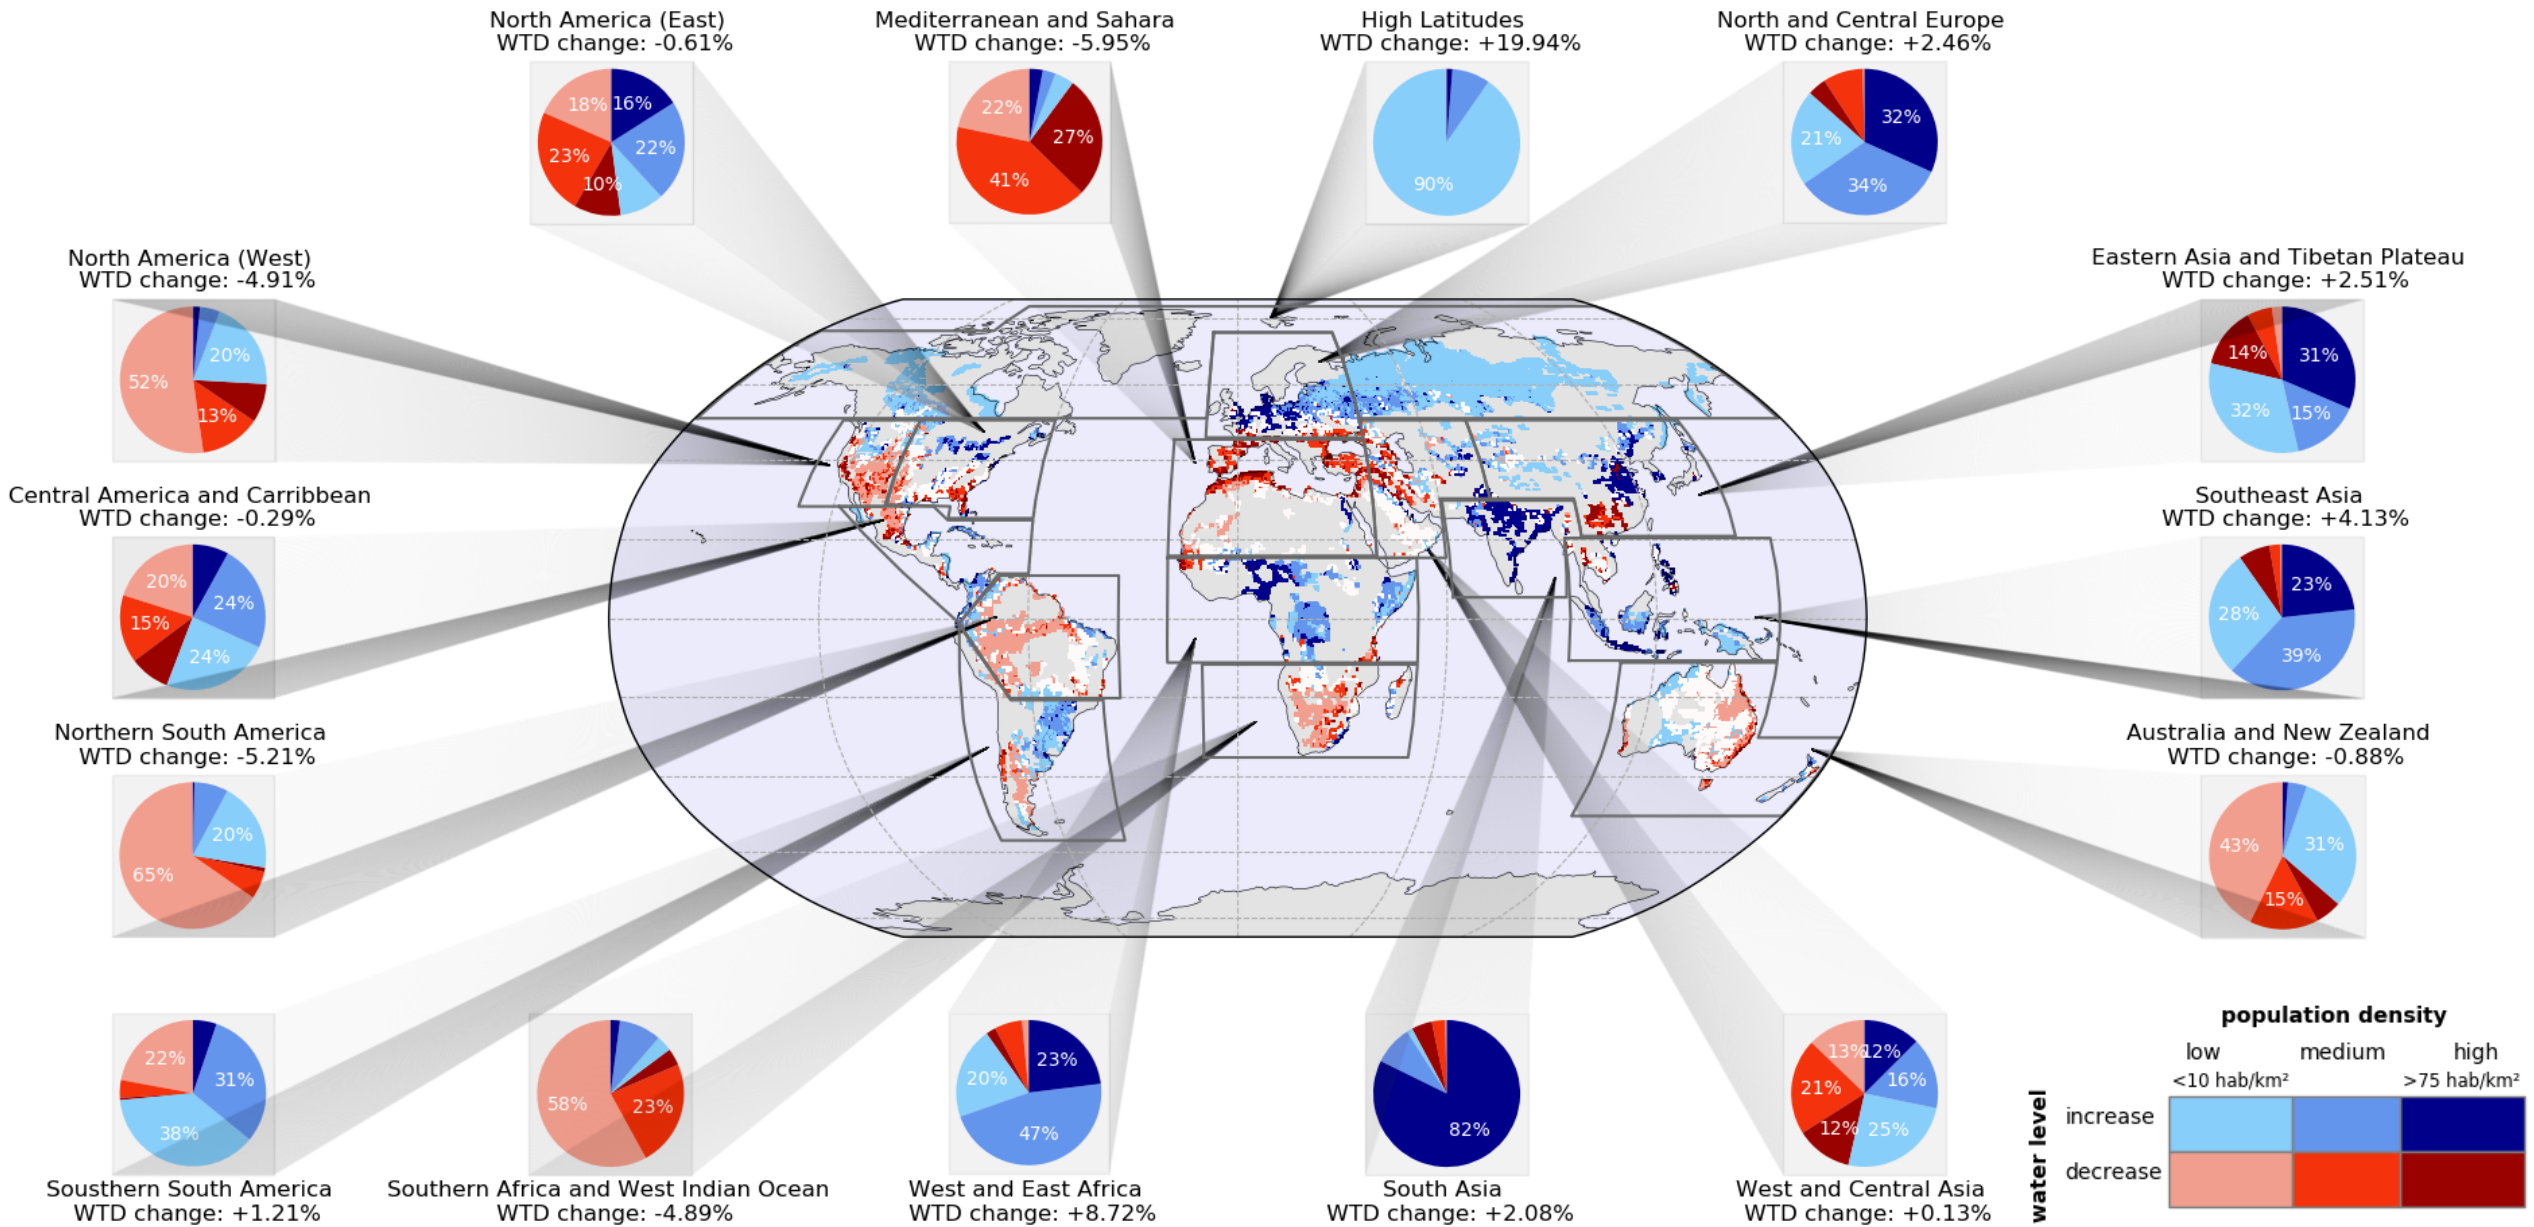 North America (East)
WTD change: -0.61%
18%
16%
23%
22%
10%
Mediterranean and Sahara
WTD change: -5.95%
22%
27%
41%
High Latitudes
WTD change: +19.94%
90%
North and Central Europe
WTD change: +2.46%
32%
21%
34%
North America (West)
WTD change: -4.91%
20%
52%
13%
Eastern Asia and Tibetan Plateau
WTD change: +2.51%
14%
31%
32%
15%
Central America and Carribbean
WTD change: -0.29%
20%
24%
15%
24%
Southeast Asia
WTD change: +4.13%
23%
28%
39%
Northern South America
WTD change: -5.21%
20%
65%
Australia and New Zealand
WTD change: -0.88%
43%
31%
15%
22%
31%
38%
Sousthern South America
WTD change: +1.21%
58%
23%
Southern Africa and West Indian Ocean
WTD change: -4.89%
23%
20%
47%
West and East Africa
WTD change: +8.72%
82%
South Asia
WTD change: +2.08%
13%
12%
21%
16%
12%
25%
West and Central Asia
WTD change: +0.13%
population density
low
medium
high
<10 hab/km²
>75 hab/km²
water level
increase
decrease